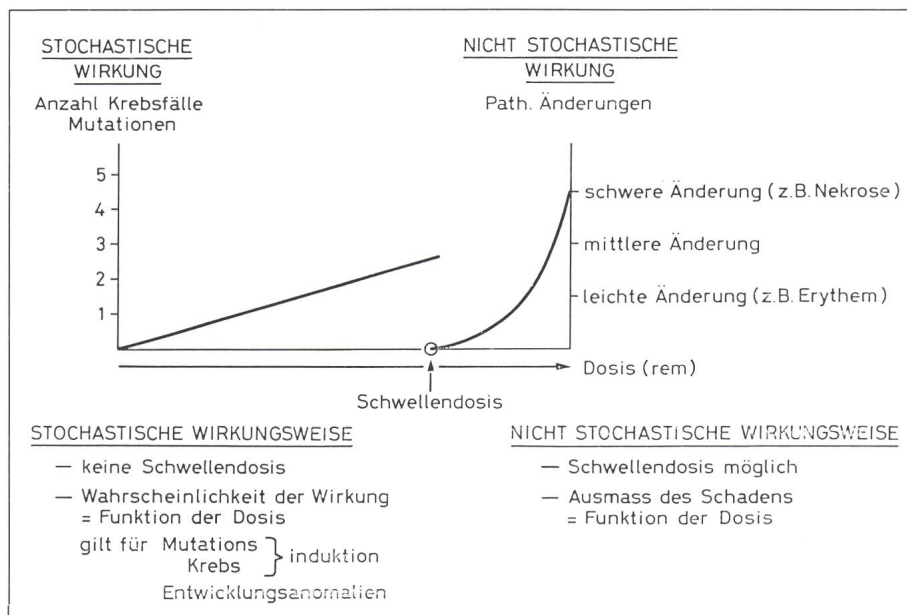 STOCHASTISCHE
WIRKUNG
Anzahl Krebsfälle
Mutationen
5
4
3
2
1
NICHT STOCHASTISCHE
WIRKUNG
Path. Änderungen
schwere Änderung (z.B. Nekrose)
mittlere Änderung
leichte Änderung (z.B. Erythem)
Dosis (rem)
Schwellendosis
STOCHASTISCHE WIRKUNGSWEISE
— keine Schwellendosis
— Wahrscheinlichkeit der Wirkung
= Funktion der Dosis
gilt für Mutations
Krebs } induktion
Entwicklungsanomalien
NICHT STOCHASTISCHE WIRKUNGSWEISE
— Schwellendosis möglich
— Ausmass des Schadens
= Funktion der Dosis